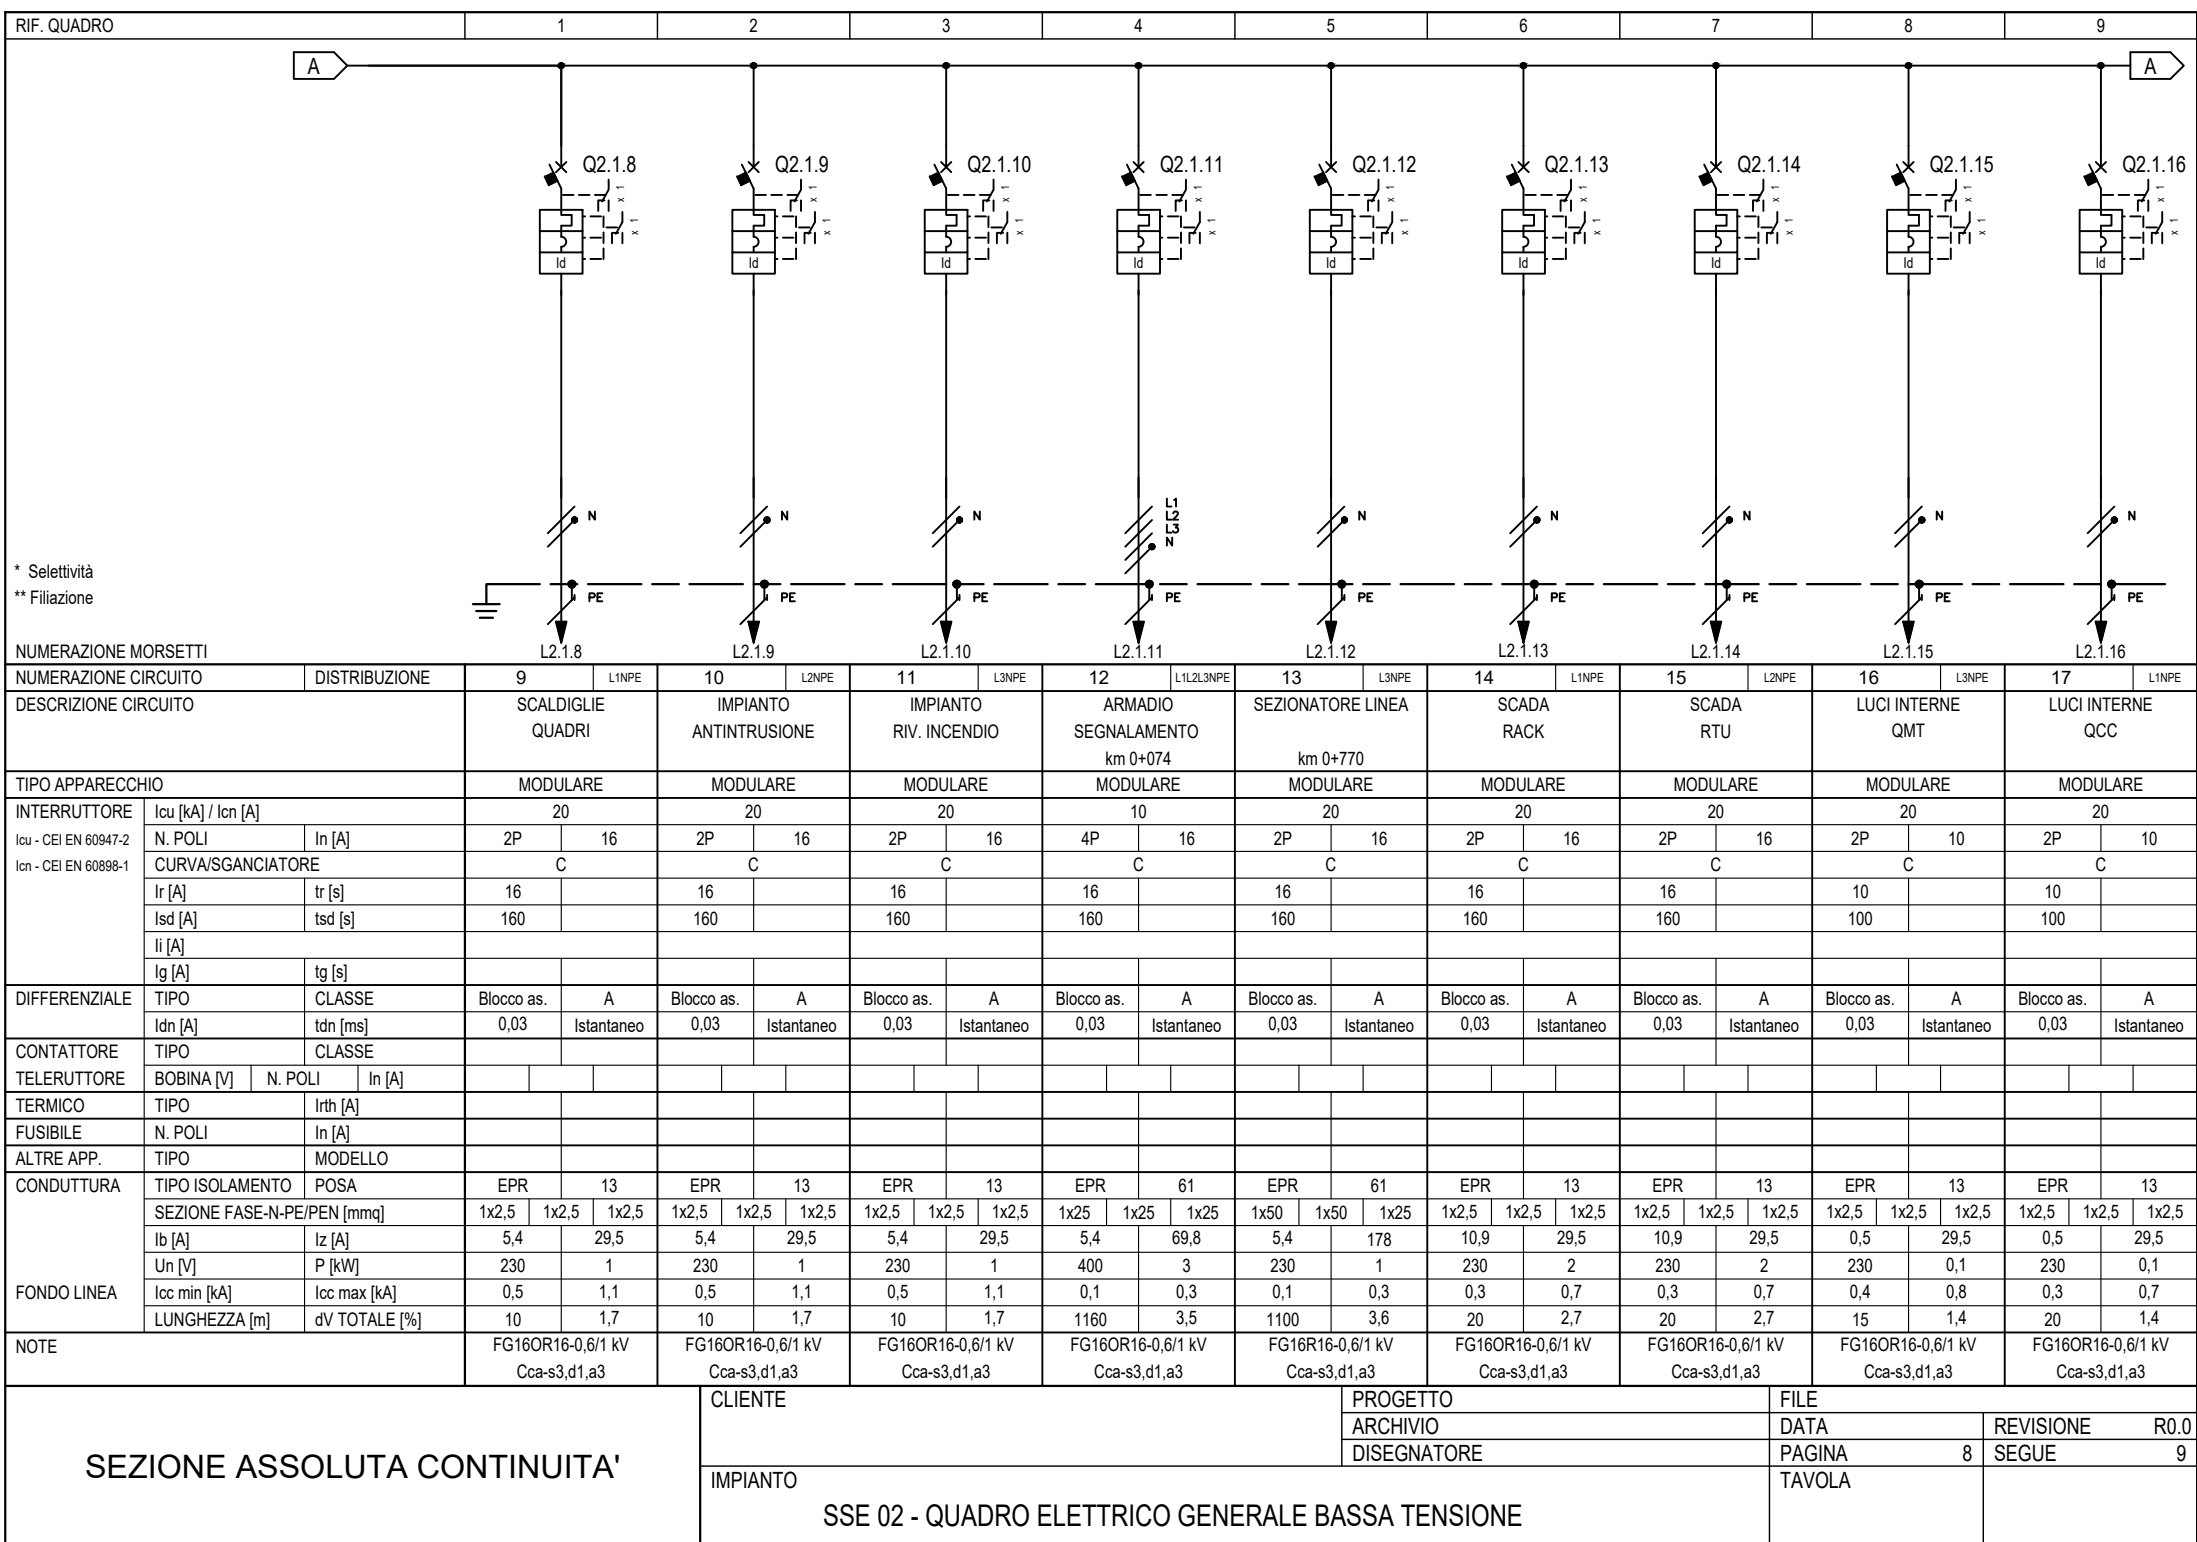 RIF. QUADRO 1 2 3 4 5 6 7 8 9
A A
Q2.1.8 Q2.1.9 Q2.1.10 Q2.1.11 Q2.1.12 Q2.1.13 Q2.1.14 Q2.1.15 Q2.1.16
Id Id Id Id Id Id Id Id Id
L1
L2
L3
N N N N N N N N N
* Selettività
** Filiazione
PE PE PE PE PE PE PE PE PE
NUMERAZIONE MORSETTI L2.1.8 L2.1.9 L2.1.10 L2.1.11 L2.1.12 L2.1.13 L2.1.14 L2.1.15 L2.1.16
NUMERAZIONE CIRCUITO DISTRIBUZIONE 9 L1NPE 10 L2NPE 11 L3NPE 12 L1L2L3NPE 13 L3NPE 14 L1NPE 15 L2NPE 16 L3NPE 17 L1NPE
DESCRIZIONE CIRCUITO SCALDIGLIE IMPIANTO IMPIANTO ARMADIO SEZIONATORE LINEA SCADA SCADA LUCI INTERNE LUCI INTERNE
QUADRI ANTINTRUSIONE RIV. INCENDIO SEGNALAMENTO RACK RTU QMT QCC
km 0+074 km 0+770
TIPO APPARECCHIO MODULARE MODULARE MODULARE MODULARE MODULARE MODULARE MODULARE MODULARE MODULARE
INTERRUTTORE Icu [kA] / Icn [A] 20 20 20 10 20 20 20 20 20
Icu - CEI EN 60947-2 N. POLI In [A] 2P 16 2P 16 2P 16 4P 16 2P 16 2P 16 2P 16 2P 10 2P 10
Icn - CEI EN 60898-1 CURVA/SGANCIATORE C C C C C C C C C
Ir [A] tr [s] 16 16 16 16 16 16 16 10 10
Isd [A] tsd [s] 160 160 160 160 160 160 160 100 100
Ii [A]
Ig [A] tg [s]
DIFFERENZIALE TIPO CLASSE Blocco as. A Blocco as. A Blocco as. A Blocco as. A Blocco as. A Blocco as. A Blocco as. A Blocco as. A Blocco as. A
Idn [A] tdn [ms] 0,03 Istantaneo 0,03 Istantaneo 0,03 Istantaneo 0,03 Istantaneo 0,03 Istantaneo 0,03 Istantaneo 0,03 Istantaneo 0,03 Istantaneo 0,03 Istantaneo
CONTATTORE TIPO CLASSE
TELERUTTORE BOBINA [V] N. POLI In [A]
TERMICO TIPO Irth [A]
FUSIBILE N. POLI In [A]
ALTRE APP. TIPO MODELLO
CONDUTTURA TIPO ISOLAMENTO POSA EPR 13 EPR 13 EPR 13 EPR 61 EPR 61 EPR 13 EPR 13 EPR 13 EPR 13
SEZIONE FASE-N-PE/PEN [mmq] 1x2,5 1x2,5 1x2,5 1x2,5 1x2,5 1x2,5 1x2,5 1x2,5 1x2,5 1x25 1x25 1x25 1x50 1x50 1x25 1x2,5 1x2,5 1x2,5 1x2,5 1x2,5 1x2,5 1x2,5 1x2,5 1x2,5 1x2,5 1x2,5 1x2,5
Ib [A] Iz [A] 5,4 29,5 5,4 29,5 5,4 29,5 5,4 69,8 5,4 178 10,9 29,5 10,9 29,5 0,5 29,5 0,5 29,5
Un [V] P [kW] 230 1 230 1 230 1 400 3 230 1 230 2 230 2 230 0,1 230 0,1
FONDO LINEA Icc min [kA] Icc max [kA] 0,5 1,1 0,5 1,1 0,5 1,1 0,1 0,3 0,1 0,3 0,3 0,7 0,3 0,7 0,4 0,8 0,3 0,7
LUNGHEZZA [m] dV TOTALE [%] 10 1,7 10 1,7 10 1,7 1160 3,5 1100 3,6 20 2,7 20 2,7 15 1,4 20 1,4
NOTE FG16OR16-0,6/1 kV FG16OR16-0,6/1 kV FG16OR16-0,6/1 kV FG16OR16-0,6/1 kV FG16R16-0,6/1 kV FG16OR16-0,6/1 kV FG16OR16-0,6/1 kV FG16OR16-0,6/1 kV FG16OR16-0,6/1 kV
Cca-s3,d1,a3 Cca-s3,d1,a3 Cca-s3,d1,a3 Cca-s3,d1,a3 Cca-s3,d1,a3 Cca-s3,d1,a3 Cca-s3,d1,a3 Cca-s3,d1,a3 Cca-s3,d1,a3
SEZIONE ASSOLUTA CONTINUITA'
CLIENTE
PROGETTO
ARCHIVIO
DISEGNATORE
FILE
DATA REVISIONE R0.0
PAGINA 8 SEGUE 9
IMPIANTO
SSE 02 - QUADRO ELETTRICO GENERALE BASSA TENSIONE
TAVOLA